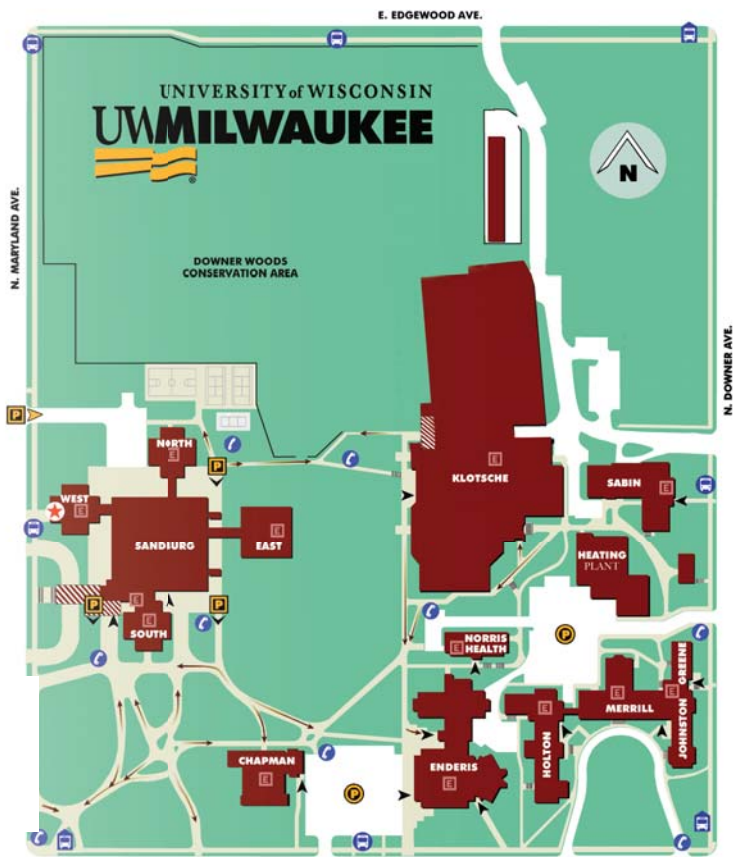 E. EDGEWOOD AVE.
UNIVERSITY of WISCONSIN
UWMILWAUKEE
®
N
N. MARYLAND AVE.
DOWNER WOODS
CONSERVATION AREA
N. DOWNER AVE.
P
NORTH
E
P
WEST
E
SANDIURG
EAST
E
KLOTSCHE
E
SABIN
E
HEATING
PLANT
P
E
SOUTH
E
P
P
NORRIS
HEALTH
E
GREENE
MERRILL
E
E
JOHNSTON
HOLTON
E
CHAPMAN
E
P
ENDERIS
E